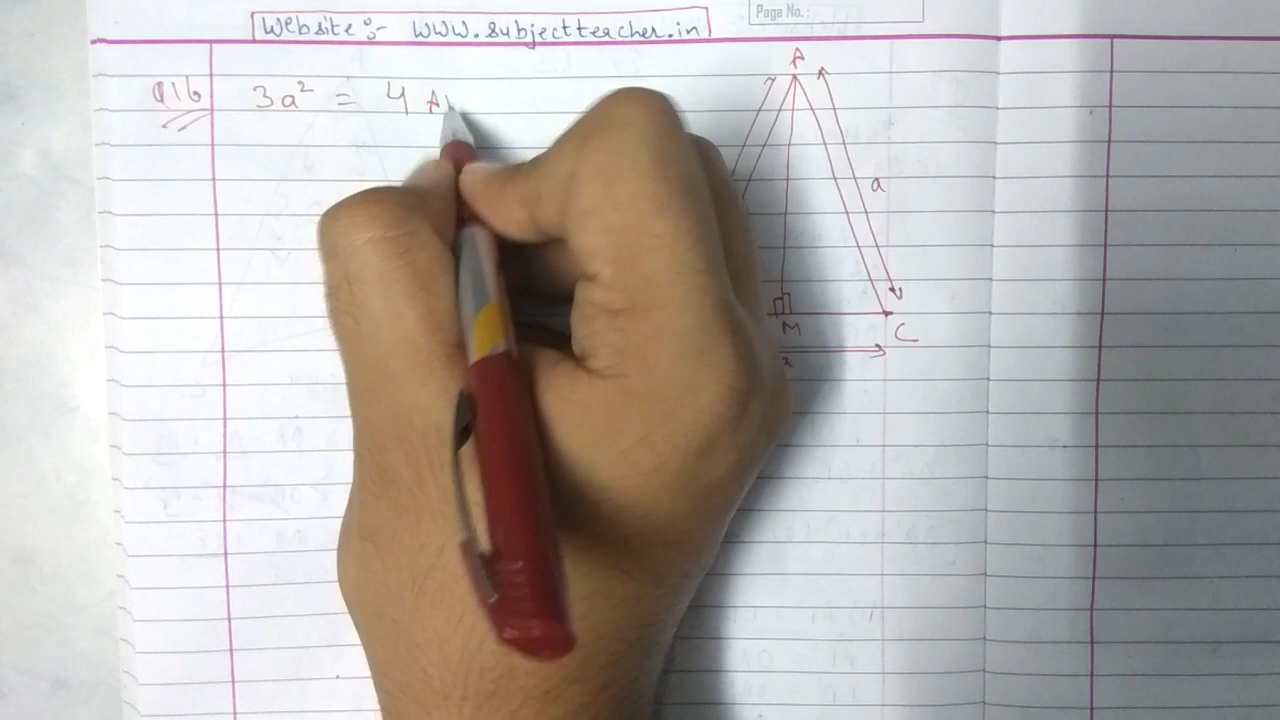 Website :- www.subjectteacher.in
Page No.:
Q16 3a² = 4 A
A
a
M
C